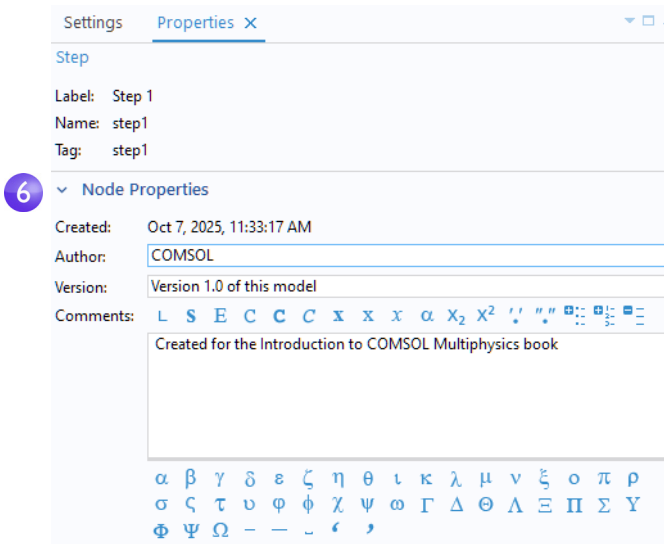 Settings Properties
Step
Label: Step 1
Name: step1
Tag: step1
6 Node Properties
Created: Oct 7, 2025, 11:33:17 AM
Author: COMSOL
Version: Version 1.0 of this model
Comments: L S E C C C x x x α X₂ X² '.' ".."
Created for the Introduction to COMSOL Multiphysics book
α β γ δ ε ζ η θ ι κ λ μ ν ξ ο π ρ
σ ς τ υ φ ϕ χ ψ ω Γ Δ Θ Λ Ξ Π Σ Υ
Φ Ψ Ω – — ˽ ‘ ’